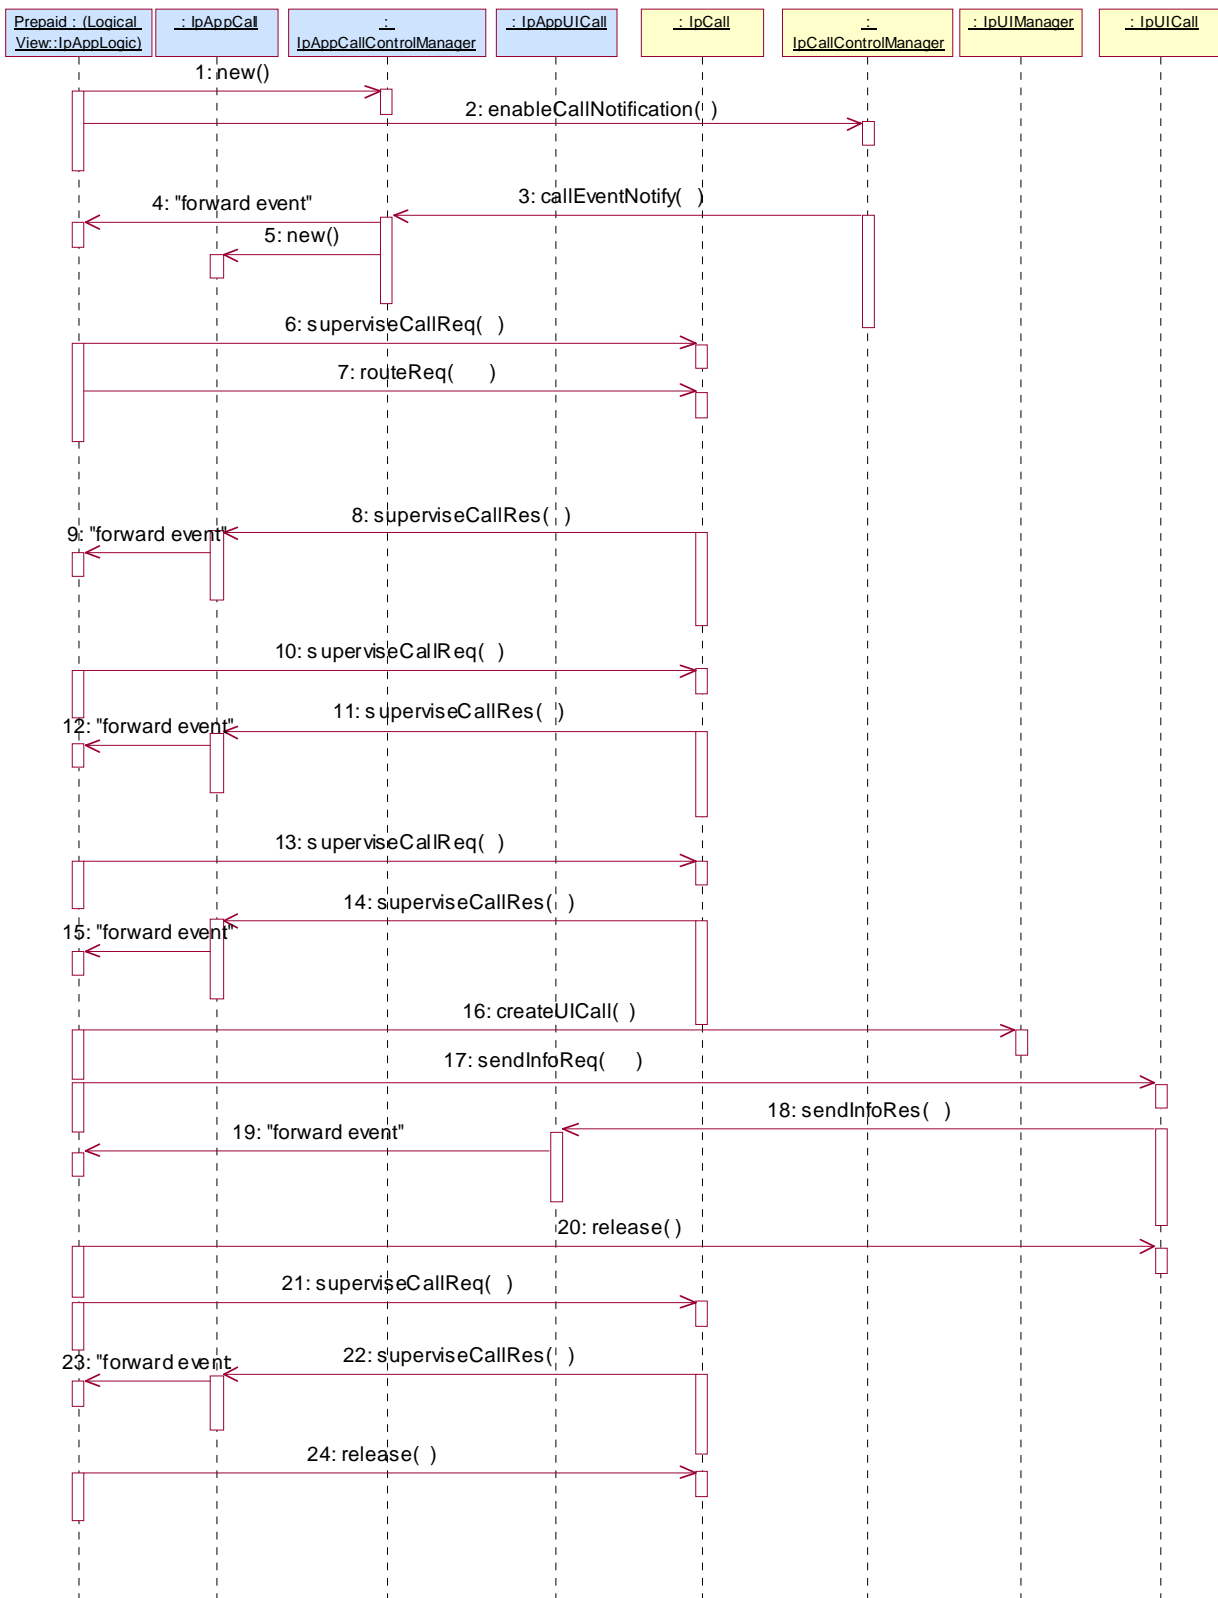 Prepaid : (Logical
View::IpAppLogic)
: IpAppCall
:
IpAppCallControlManager
: IpAppUICall
: IpCall
:
IpCallControlManager
: IpUIManager
: IpUICall
1: new()
2: enableCallNotification( )
3: callEventNotify( )
4: "forward event"
5: new()
6: superviseCallReq( )
7: routeReq( )
8: superviseCallRes( )
9: "forward event"
10: superviseCallReq( )
11: superviseCallRes( )
12: "forward event"
13: superviseCallReq( )
14: superviseCallRes( )
15: "forward event"
16: createUICall( )
17: sendInfoReq( )
18: sendInfoRes( )
19: "forward event"
20: release( )
21: superviseCallReq( )
22: superviseCallRes( )
23: "forward event
24: release( )